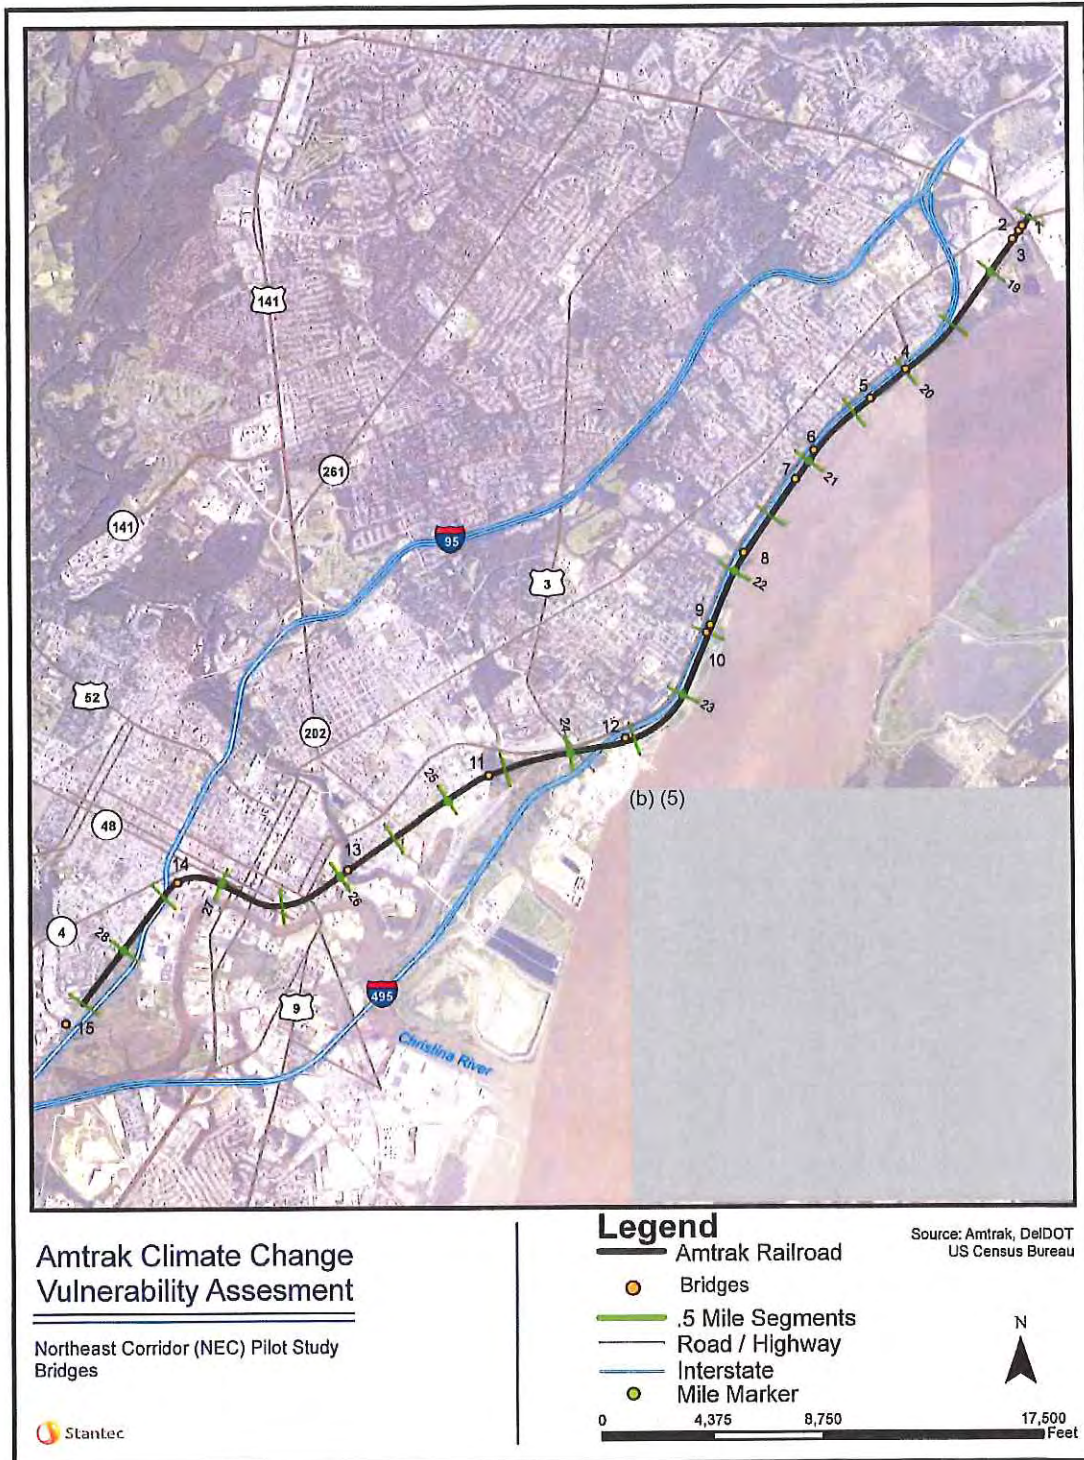 1
2
3
19
4
20
5
6
21
7
8
22
9
10
23
24
12
11
25
13
26
14
27
28
15
141
261
141
95
3
52
202
48
4
9
495
Christina River
(b) (5)
Amtrak Climate Change
Vulnerability Assesment
Northeast Corridor (NEC) Pilot Study
Bridges
Stantec
Legend
Amtrak Railroad
Bridges
.5 Mile Segments
Road / Highway
Interstate
Mile Marker
Source: Amtrak, DelDOT
US Census Bureau
N
0 4,375 8,750 17,500
Feet